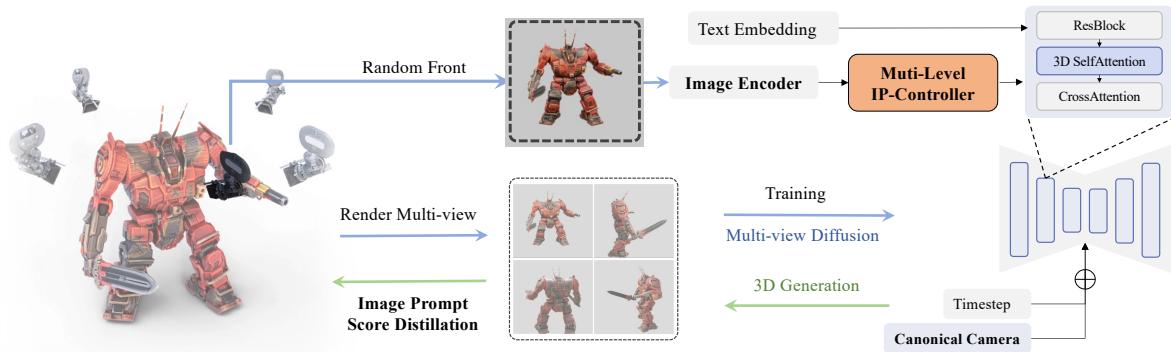 Random Front
Text Embedding
Image Encoder
Muti-Level
IP-Controller
ResBlock
3D SelfAttention
CrossAttention
Render Multi-view
Image Prompt
Score Distillation
Training
Multi-view Diffusion
3D Generation
Timestep
Canonical Camera